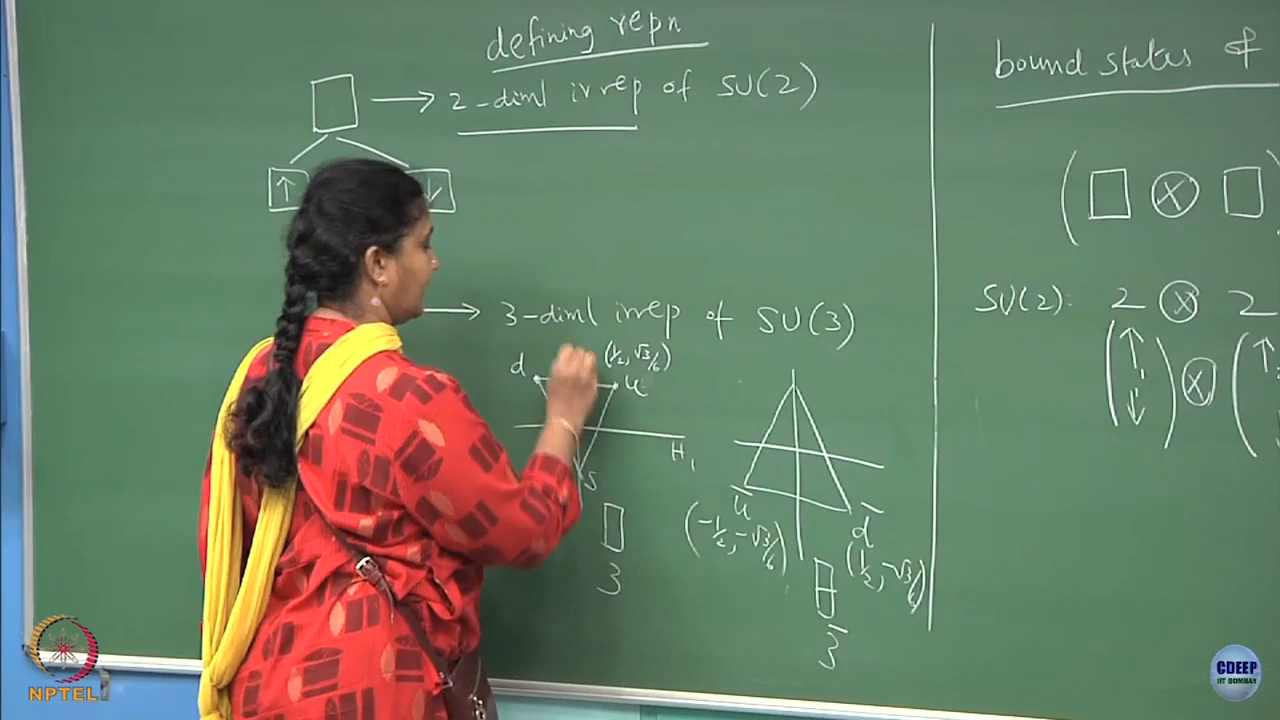 defining repn
□ → 2-diml irrep of SU(2)
↑ ↓
→ 3-diml irrep of SU(3)
d (1/2, √3/6) u
H₁
s
3
ū (-1/2, -√3/6)
d̄ (1/2, -√3/6)
3̄
bound states of
(□ ⊗ □
SU(2): 2 ⊗ 2
(↑ ↓) ⊗ (↑
NPTEL
CDEEP
IIT BOMBAY